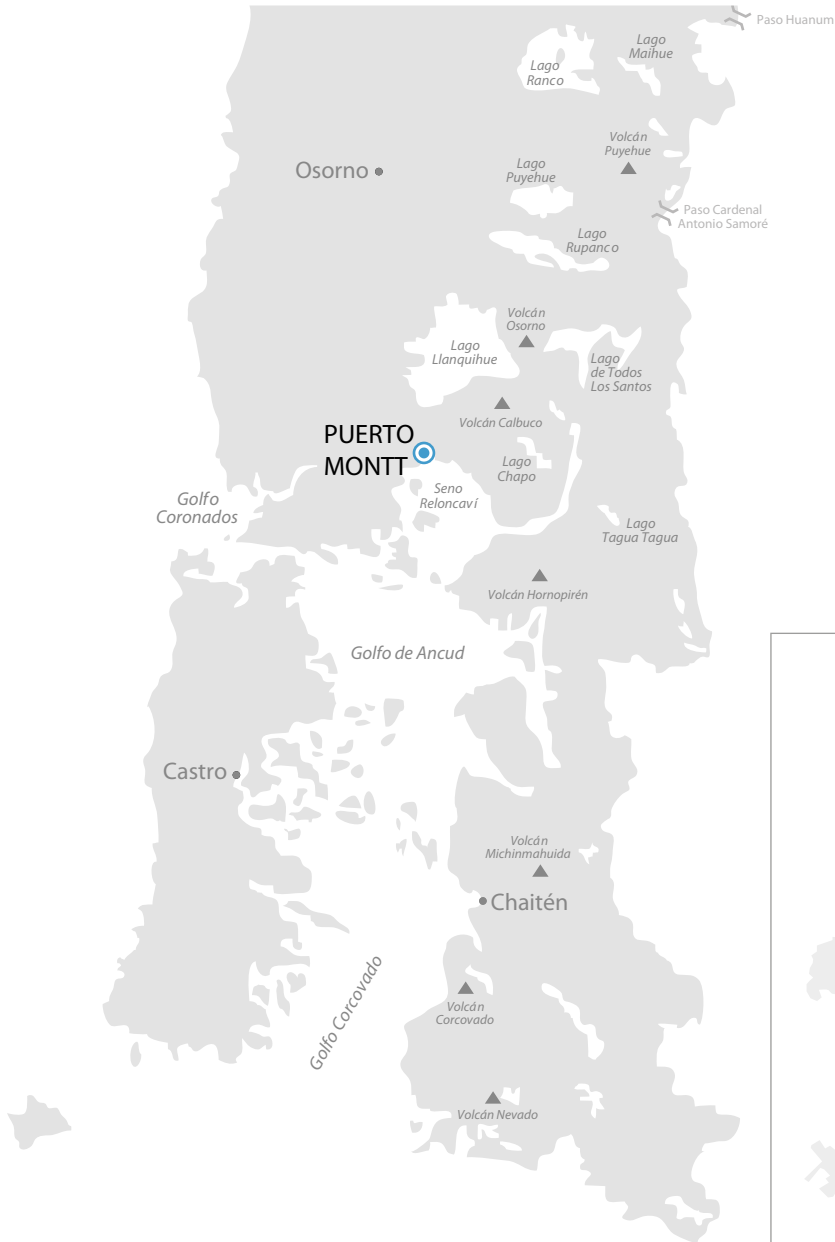 Paso Huanum
Lago
Maihue
Lago
Ranco
Volcán
Puyehue
Osorno
Lago
Puyehue
Paso Cardenal
Antonio Samoré
Lago
Rupanco
Volcán
Osorno
Lago
Llanquihue
Lago
de Todos
Los Santos
Volcán Calbuco
PUERTO
MONTT
Lago
Chapo
Seno
Reloncaví
Golfo
Coronados
Lago
Tagua Tagua
Volcán Hornopirén
Golfo de Ancud
Castro
Volcán
Michinmahuida
Chaitén
Golfo Corcovado
Volcán
Corcovado
Volcán Nevado